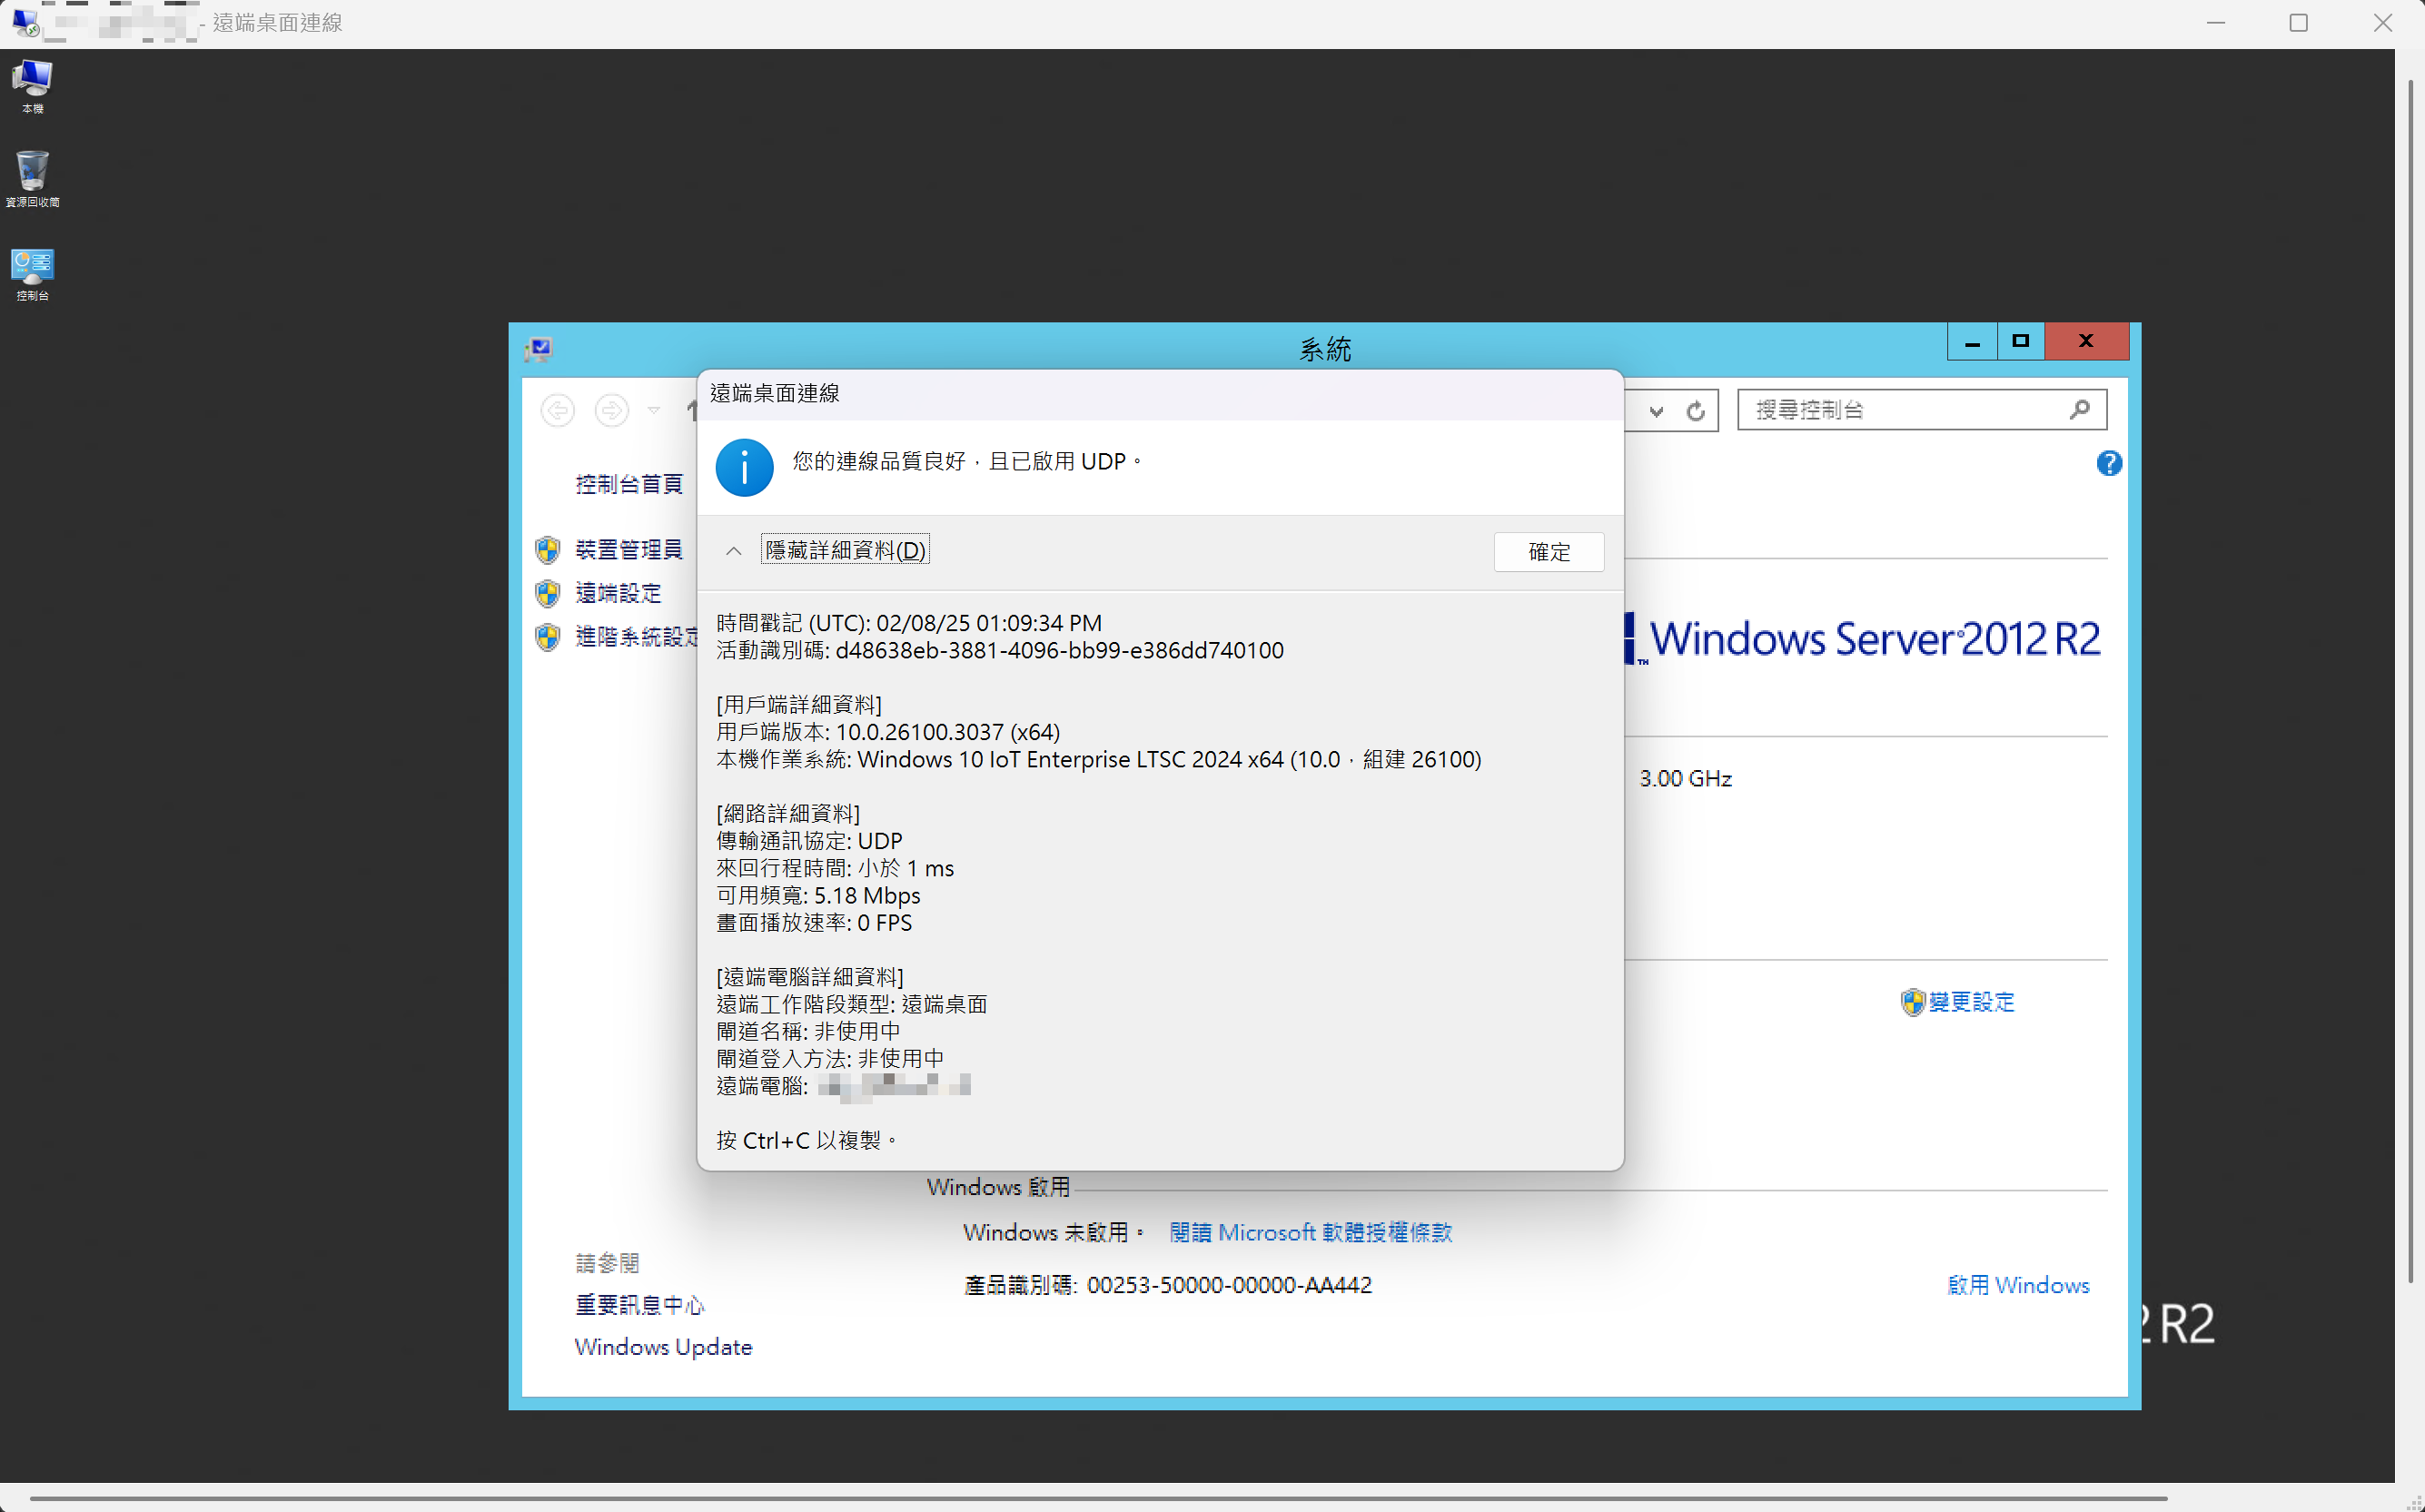 - 遠端桌面連線
本機
資源回收筒
控制台
系統
搜尋控制台
控制台首頁
裝置管理員
遠端設定
進階系統設定
遠端桌面連線
您的連線品質良好，且已啟用 UDP。
隱藏詳細資料(D)
確定
時間戳記 (UTC): 02/08/25 01:09:34 PM
活動識別碼: d48638eb-3881-4096-bb99-e386dd740100
[用戶端詳細資料]
用戶端版本: 10.0.26100.3037 (x64)
本機作業系統: Windows 10 IoT Enterprise LTSC 2024 x64 (10.0，組建 26100)
[網路詳細資料]
傳輸通訊協定: UDP
來回行程時間: 小於 1 ms
可用頻寬: 5.18 Mbps
畫面播放速率: 0 FPS
[遠端電腦詳細資料]
遠端工作階段類型: 遠端桌面
閘道名稱: 非使用中
閘道登入方法: 非使用中
遠端電腦:
按 Ctrl+C 以複製。
Windows Server 2012 R2
3.00 GHz
變更設定
Windows 啟用
Windows 未啟用。 閱讀 Microsoft 軟體授權條款
產品識別碼: 00253-50000-00000-AA442
啟用 Windows
請參閱
重要訊息中心
Windows Update
2 R2